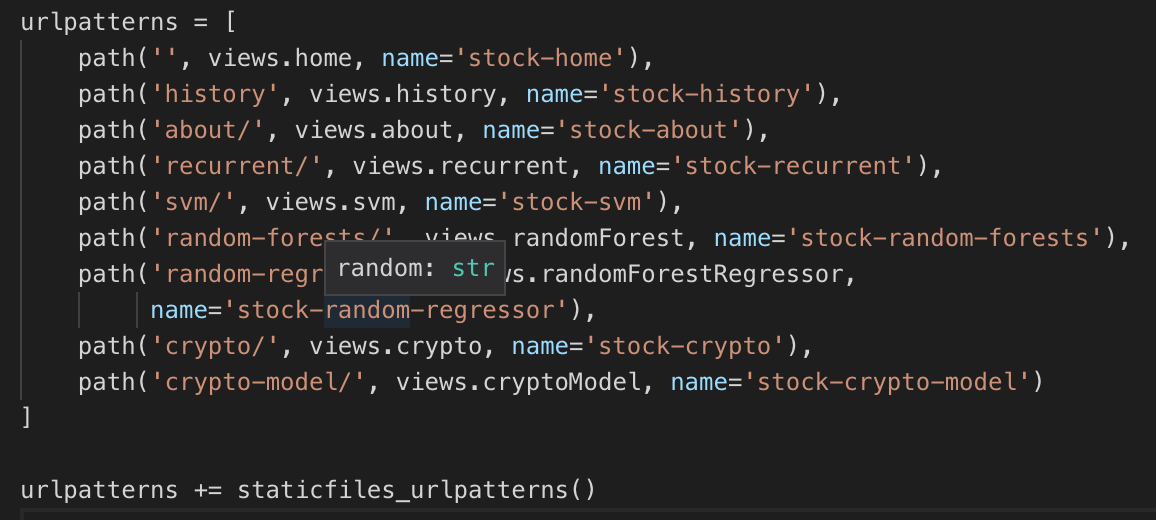 urlpatterns = [
path('', views.home, name='stock-home'),
path('history', views.history, name='stock-history'),
path('about/', views.about, name='stock-about'),
path('recurrent/', views.recurrent, name='stock-recurrent'),
path('svm/', views.svm, name='stock-svm'),
path('random-forests/', views.randomForest, name='stock-random-forests'),
random: str
path('random-regr ws.randomForestRegressor,
name='stock-random-regressor'),
path('crypto/', views.crypto, name='stock-crypto'),
path('crypto-model/', views.cryptoModel, name='stock-crypto-model')
]
urlpatterns += staticfiles_urlpatterns()